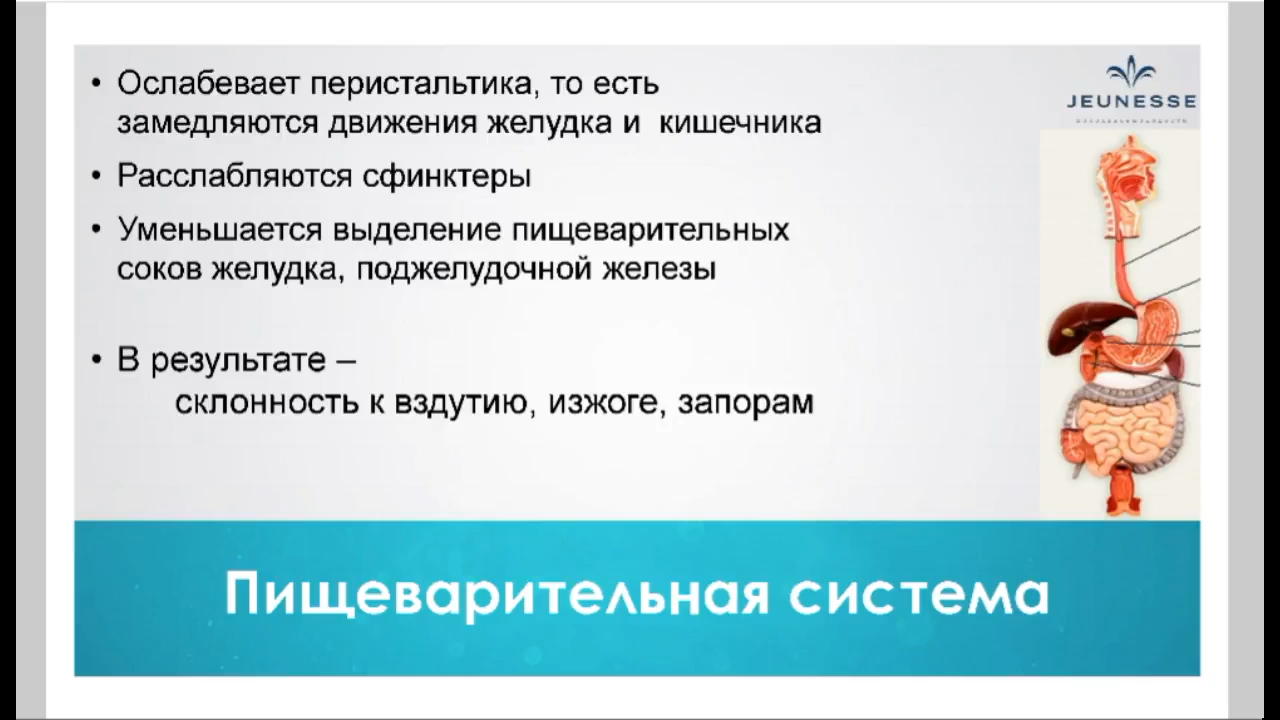 • Ослабевает перистальтика, то есть
замедляются движения желудка и  кишечника
• Расслабляются сфинктеры
• Уменьшается выделение пищеварительных
соков желудка, поджелудочной железы
• В результате –
склонность к вздутию, изжоге, запорам
JEUNESSE
Пищеварительная система